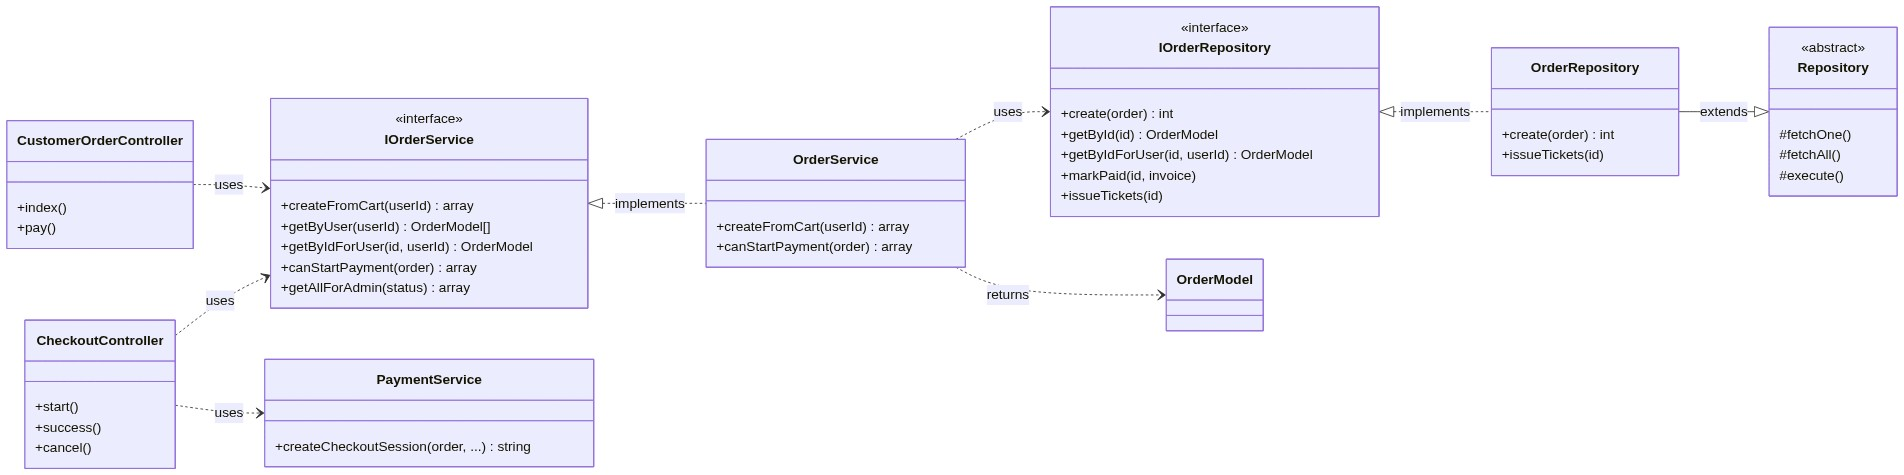 CustomerOrderController
+index()
+pay()
uses
CheckoutController
+start()
+success()
+cancel()
uses
uses
«interface»
IOrderService
+createFromCart(userId) : array
+getByUser(userId) : OrderModel[]
+getByIdForUser(id, userId) : OrderModel
+canStartPayment(order) : array
+getAllForAdmin(status) : array
PaymentService
+createCheckoutSession(order, ...) : string
implements
OrderService
+createFromCart(userId) : array
+canStartPayment(order) : array
uses
returns
«interface»
IOrderRepository
+create(order) : int
+getById(id) : OrderModel
+getByIdForUser(id, userId) : OrderModel
+markPaid(id, invoice)
+issueTickets(id)
OrderModel
implements
OrderRepository
+create(order) : int
+issueTickets(id)
extends
«abstract»
Repository
#fetchOne()
#fetchAll()
#execute()